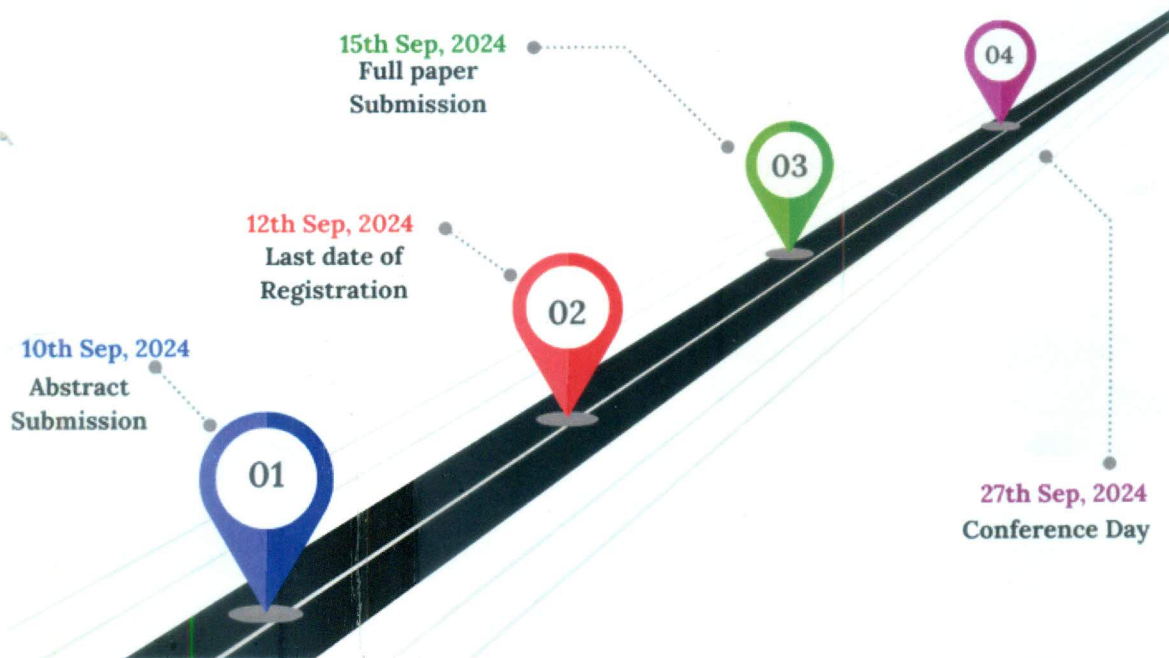 15th Sep, 2024
Full paper
Submission
04
03
12th Sep, 2024
Last date of
Registration
02
10th Sep, 2024
Abstract
Submission
01
27th Sep, 2024
Conference Day